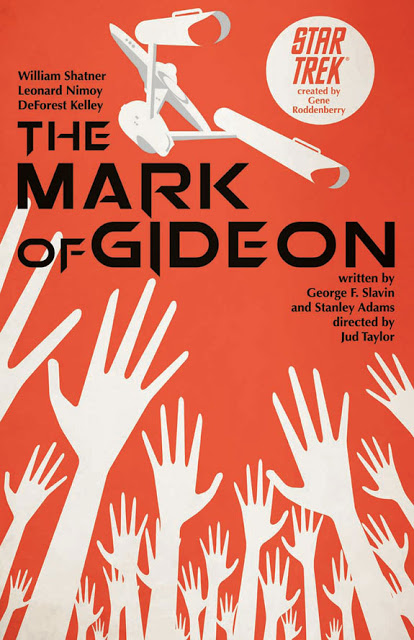 William Shatner
Leonard Nimoy
DeForest Kelley
STAR
TREK®
created by
Gene
Roddenberry
THE
MARK
OF GIDEON
written by
George F. Slavin
and Stanley Adams
directed by
Jud Taylor